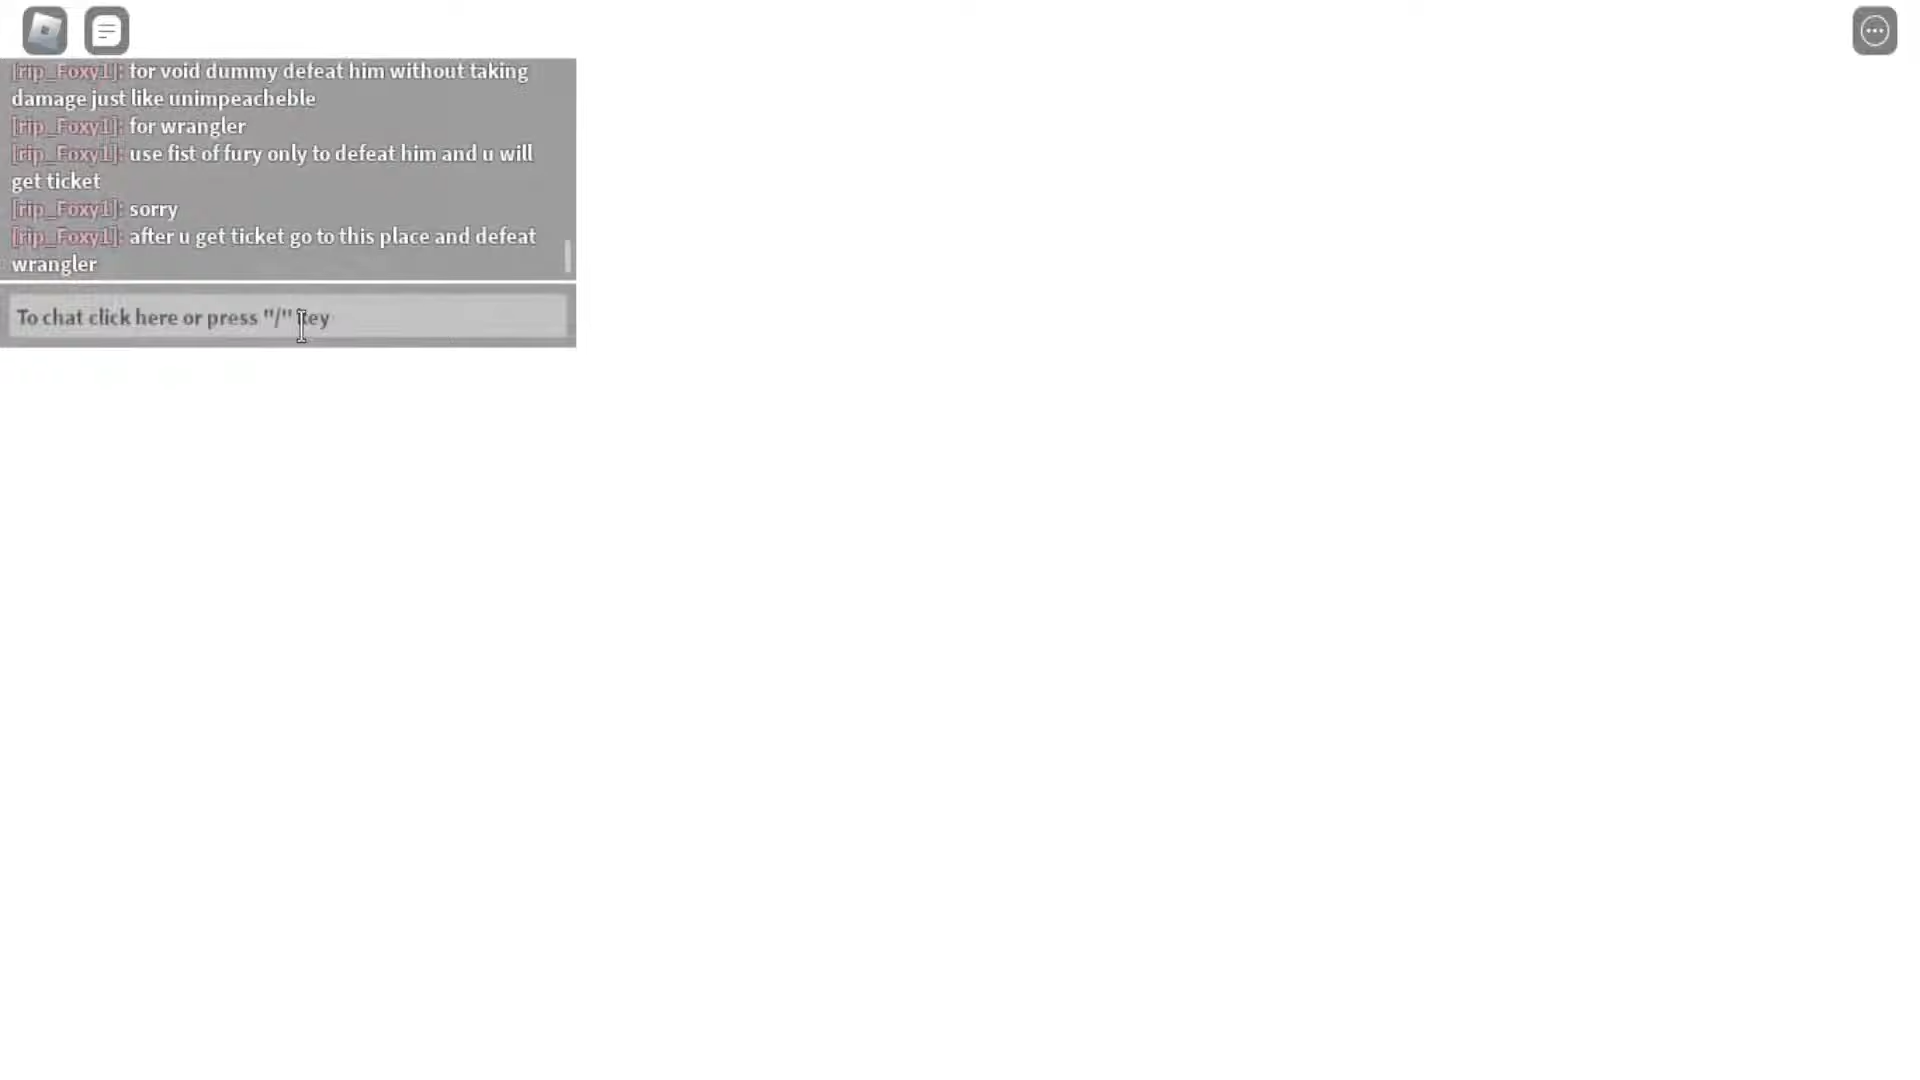 [rip_Foxy1]: for void dummy defeat him without taking
damage just like unimpeacheble
[rip_Foxy1]: for wrangler
[rip_Foxy1]: use fist of fury only to defeat him and u will
get ticket
[rip_Foxy1]: sorry
[rip_Foxy1]: after u get ticket go to this place and defeat
wrangler
To chat click here or press "/" key